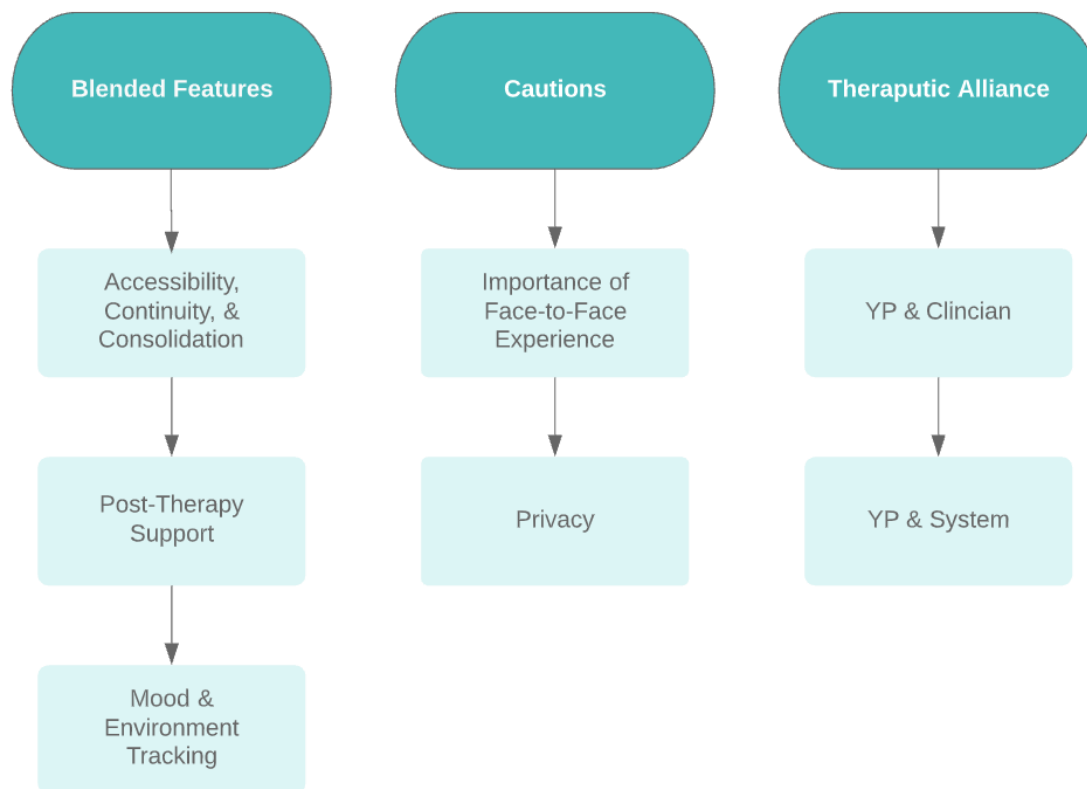 Blended Features
Accessibility,
Continuity, &
Consolidation
Post-Therapy
Support
Mood &
Environment
Tracking
Cautions
Importance of
Face-to-Face
Experience
Privacy
Theraputic Alliance
YP & Clincian
YP & System